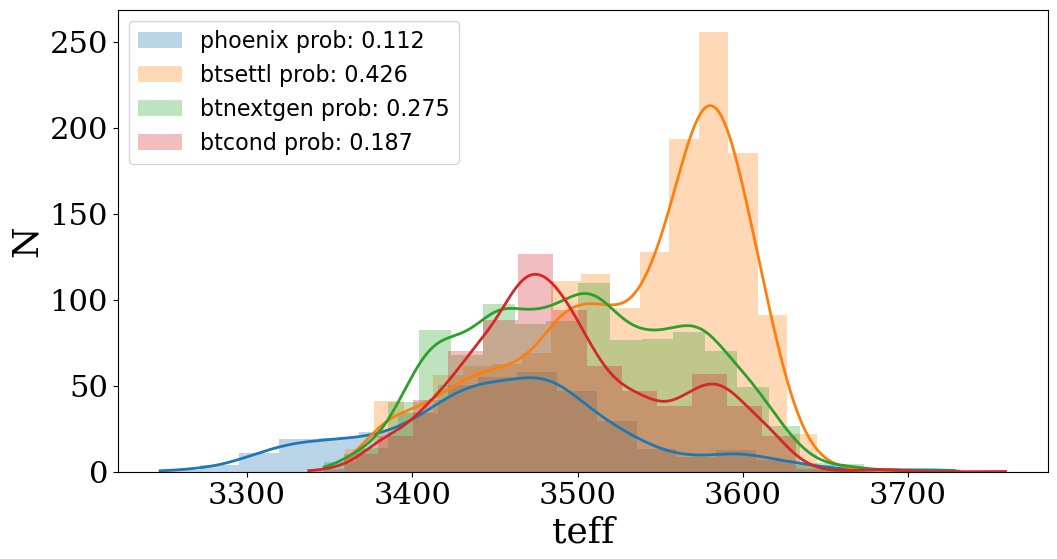 phoenix prob: 0.112
btsettl prob: 0.426
btnextgen prob: 0.275
btcond prob: 0.187
250
200
150
100
50
0
N
3300 3400 3500 3600 3700
teff